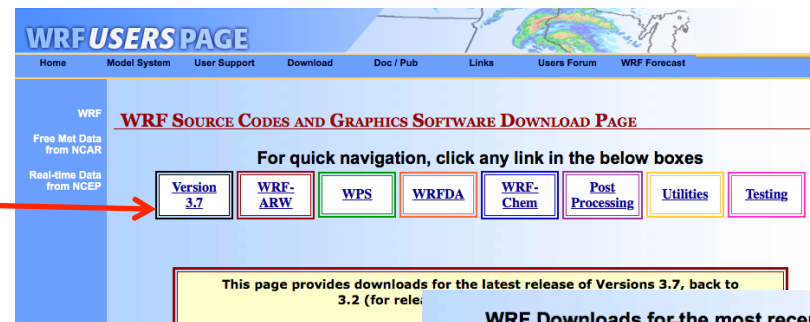 WRF USERS PAGE
Home Model System User Support Download Doc / Pub Links Users Forum WRF Forecast
WRF
Free Met Data
from NCAR
Real-time Data
from NCEP
WRF SOURCE CODES AND GRAPHICS SOFTWARE DOWNLOAD PAGE
For quick navigation, click any link in the below boxes
Version
3.7
WRF-
ARW
WPS
WRFDA
WRF-
Chem
Post
Processing
Utilities
Testing
This page provides downloads for the latest release of Versions 3.7, back to
3.2 (for
WRF Downloads for the most